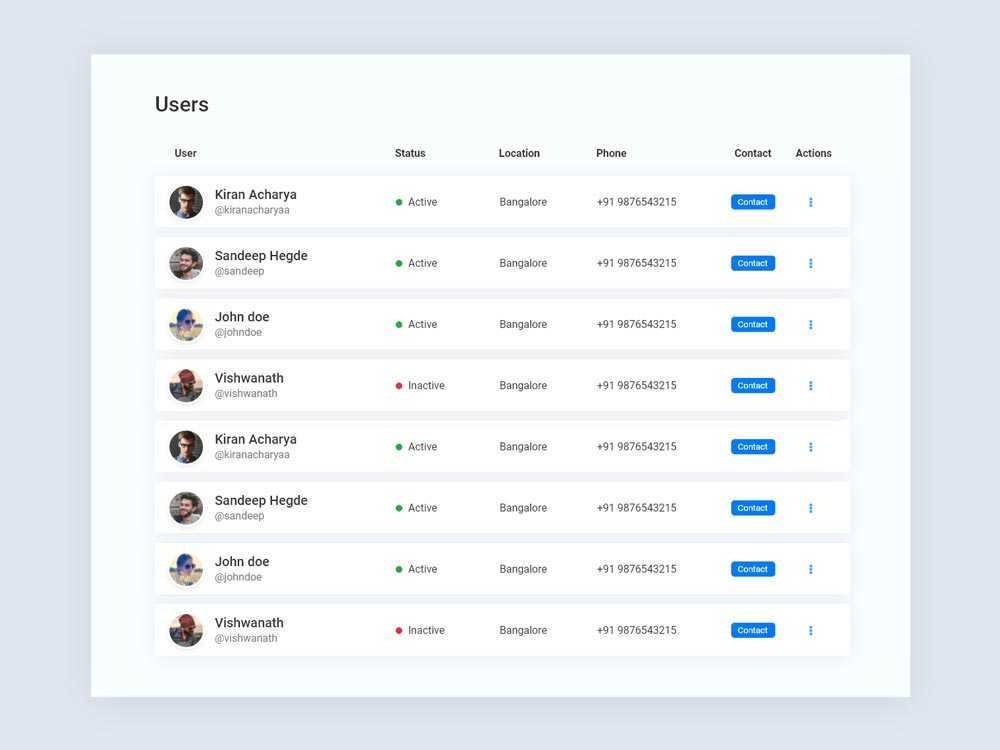 Users
User Status Location Phone Contact Actions
Kiran Acharya
@kiranacharyaa
Active Bangalore +91 9876543215 Contact
Sandeep Hegde
@sandeep
Active Bangalore +91 9876543215 Contact
John doe
@johndoe
Active Bangalore +91 9876543215 Contact
Vishwanath
@vishwanath
Inactive Bangalore +91 9876543215 Contact
Kiran Acharya
@kiranacharyaa
Active Bangalore +91 9876543215 Contact
Sandeep Hegde
@sandeep
Active Bangalore +91 9876543215 Contact
John doe
@johndoe
Active Bangalore +91 9876543215 Contact
Vishwanath
@vishwanath
Inactive Bangalore +91 9876543215 Contact